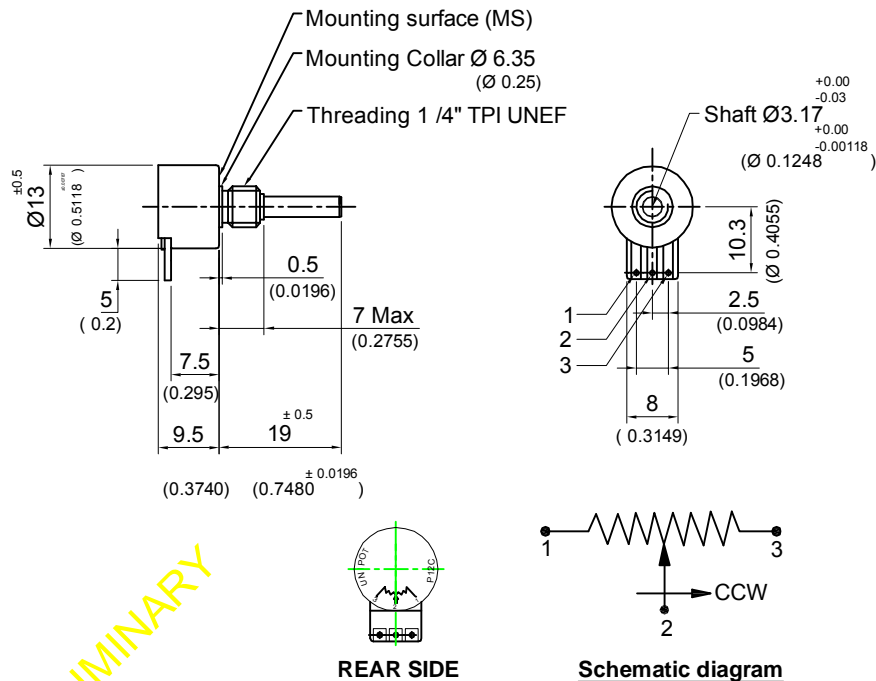 Mounting surface (MS)
Mounting Collar Ø 6.35
(Ø 0.25)
Threading 1 /4" TPI UNEF
Ø13 ±0.5
(Ø 0.5118 )
5
( 0.2)
0.5
(0.0196)
7 Max
(0.2755)
7.5
(0.295)
9.5
19 ± 0.5
(0.3740) (0.7480 ± 0.0196 )
+0.00
-0.03
Shaft Ø3.17
+0.00
-0.00118
(Ø 0.1248 )
10.3
(Ø 0.4055)
1
2
3
2.5
(0.0984)
5
(0.1968)
8
( 0.3149)
UN POT
P12C
REAR SIDE
1
3
CCW
2
Schematic diagram
IMINARY